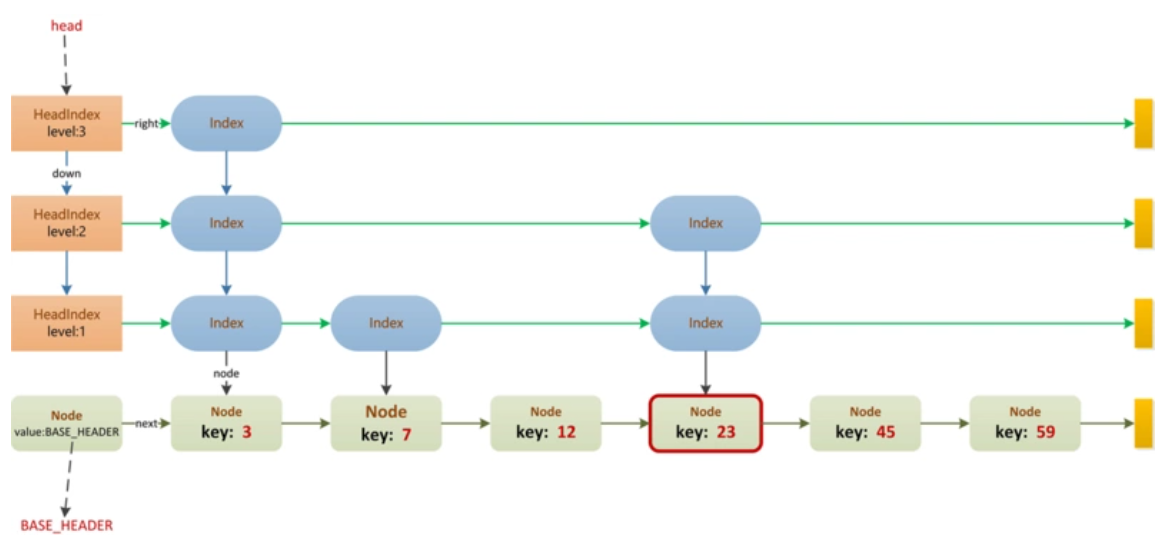 head
HeadIndex
level:3
right
Index
down
HeadIndex
level:2
Index
Index
HeadIndex
level:1
Index
Index
Index
node
Node
value:BASE_HEADER
next
Node
key: 3
Node
key: 7
Node
key: 12
Node
key: 23
Node
key: 45
Node
key: 59
BASE_HEADER